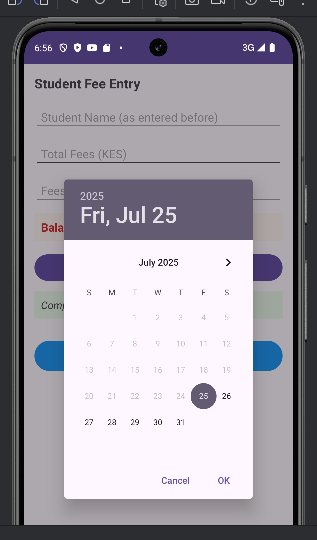 6:56 3G
Student Fee Entry
Student Name (as entered before)
Total Fees (KES)
Fees
Bala
Comp
2025
Fri, Jul 25
July 2025
S M T W T F S
1 2 3 4 5
6 7 8 9 10 11 12
13 14 15 16 17 18 19
20 21 22 23 24 25 26
27 28 29 30 31
Cancel OK